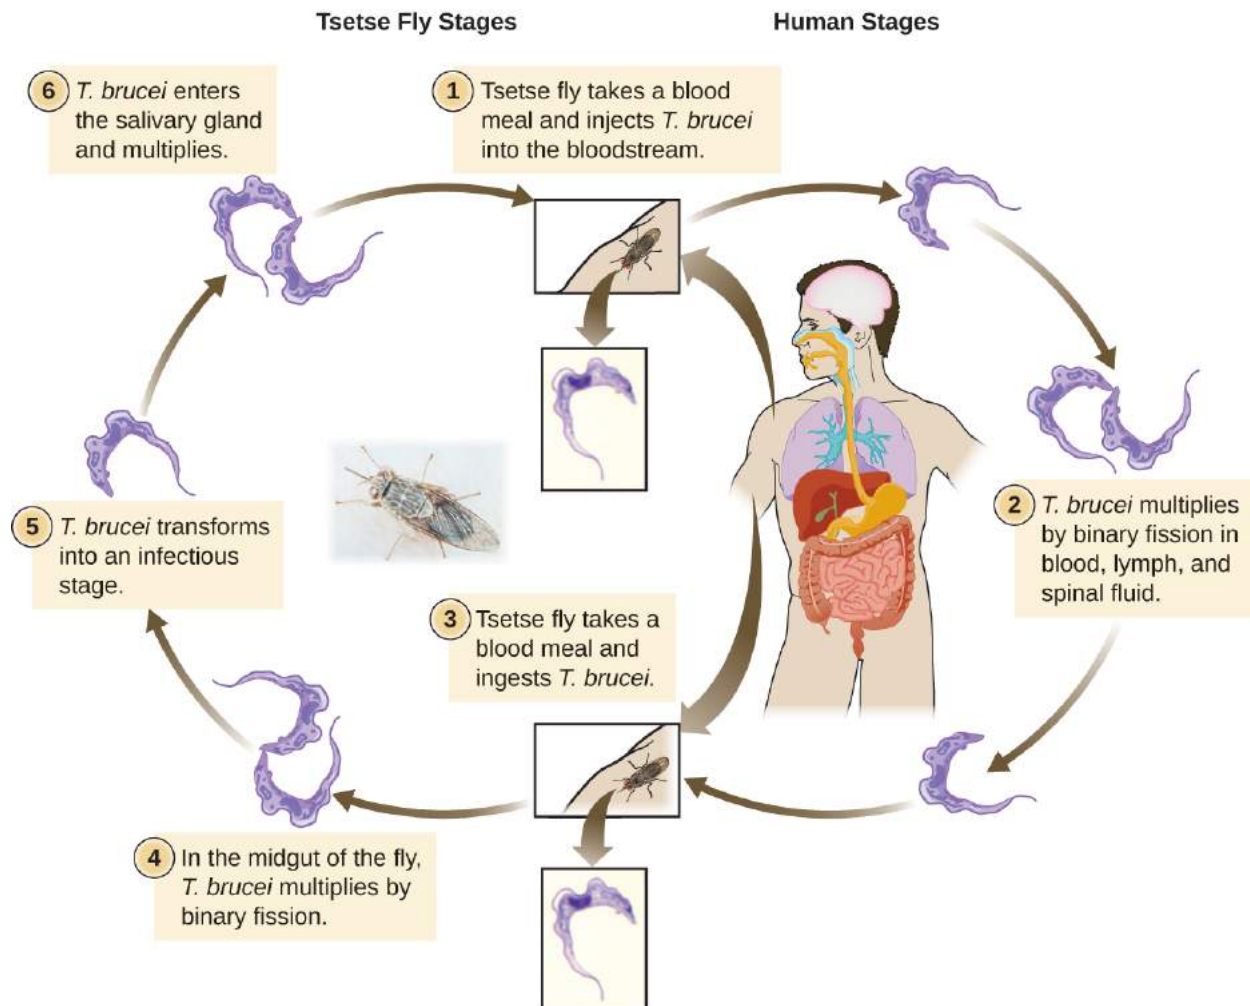 Tsetse Fly Stages
Human Stages
6 T. brucei enters
the salivary gland
and multiplies.
1 Tsetse fly takes a blood
meal and injects T. brucei
into the bloodstream.
5 T. brucei transforms
into an infectious
stage.
2 T. brucei multiplies
by binary fission in
blood, lymph, and
spinal fluid.
3 Tsetse fly takes a
blood meal and
ingests T. brucei.
4 In the midgut of the fly,
T. brucei multiplies by
binary fission.